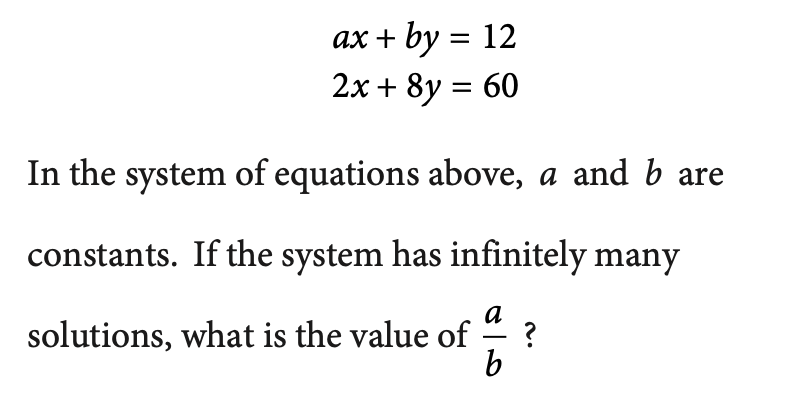 ax + by = 12
2x + 8y = 60
In the system of equations above, a and b are
constants. If the system has infinitely many
solutions, what is the value of a/b ?